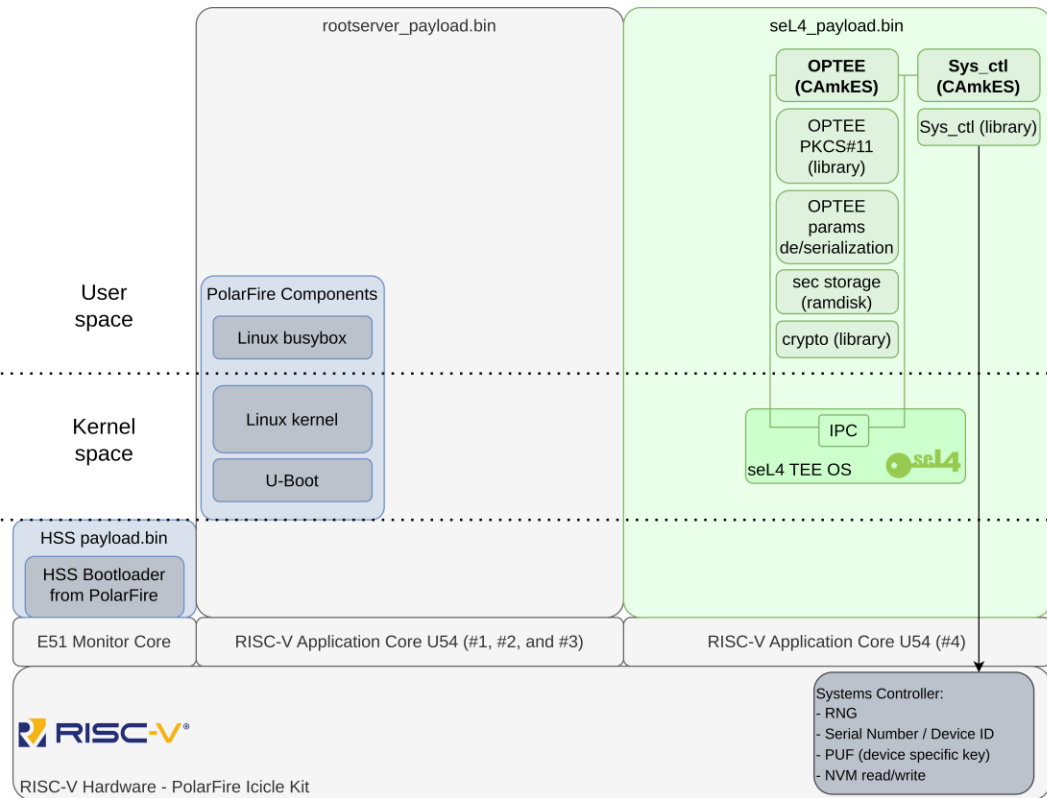 rootserver_payload.bin
seL4_payload.bin
OPTEE
(CAmkES)
Sys_ctl
(CAmkES)
OPTEE
PKCS#11
(library)
Sys_ctl (library)
OPTEE
params
de/serialization
sec storage
(ramdisk)
crypto (library)
User
space
PolarFire Components
Linux busybox
Kernel
space
Linux kernel
U-Boot
IPC
seL4 TEE OS
seL4
HSS payload.bin
HSS Bootloader
from PolarFire
E51 Monitor Core
RISC-V Application Core U54 (#1, #2, and #3)
RISC-V Application Core U54 (#4)
Systems Controller:
- RNG
- Serial Number / Device ID
- PUF (device specific key)
- NVM read/write
RISC-V®
RISC-V Hardware - PolarFire Icicle Kit